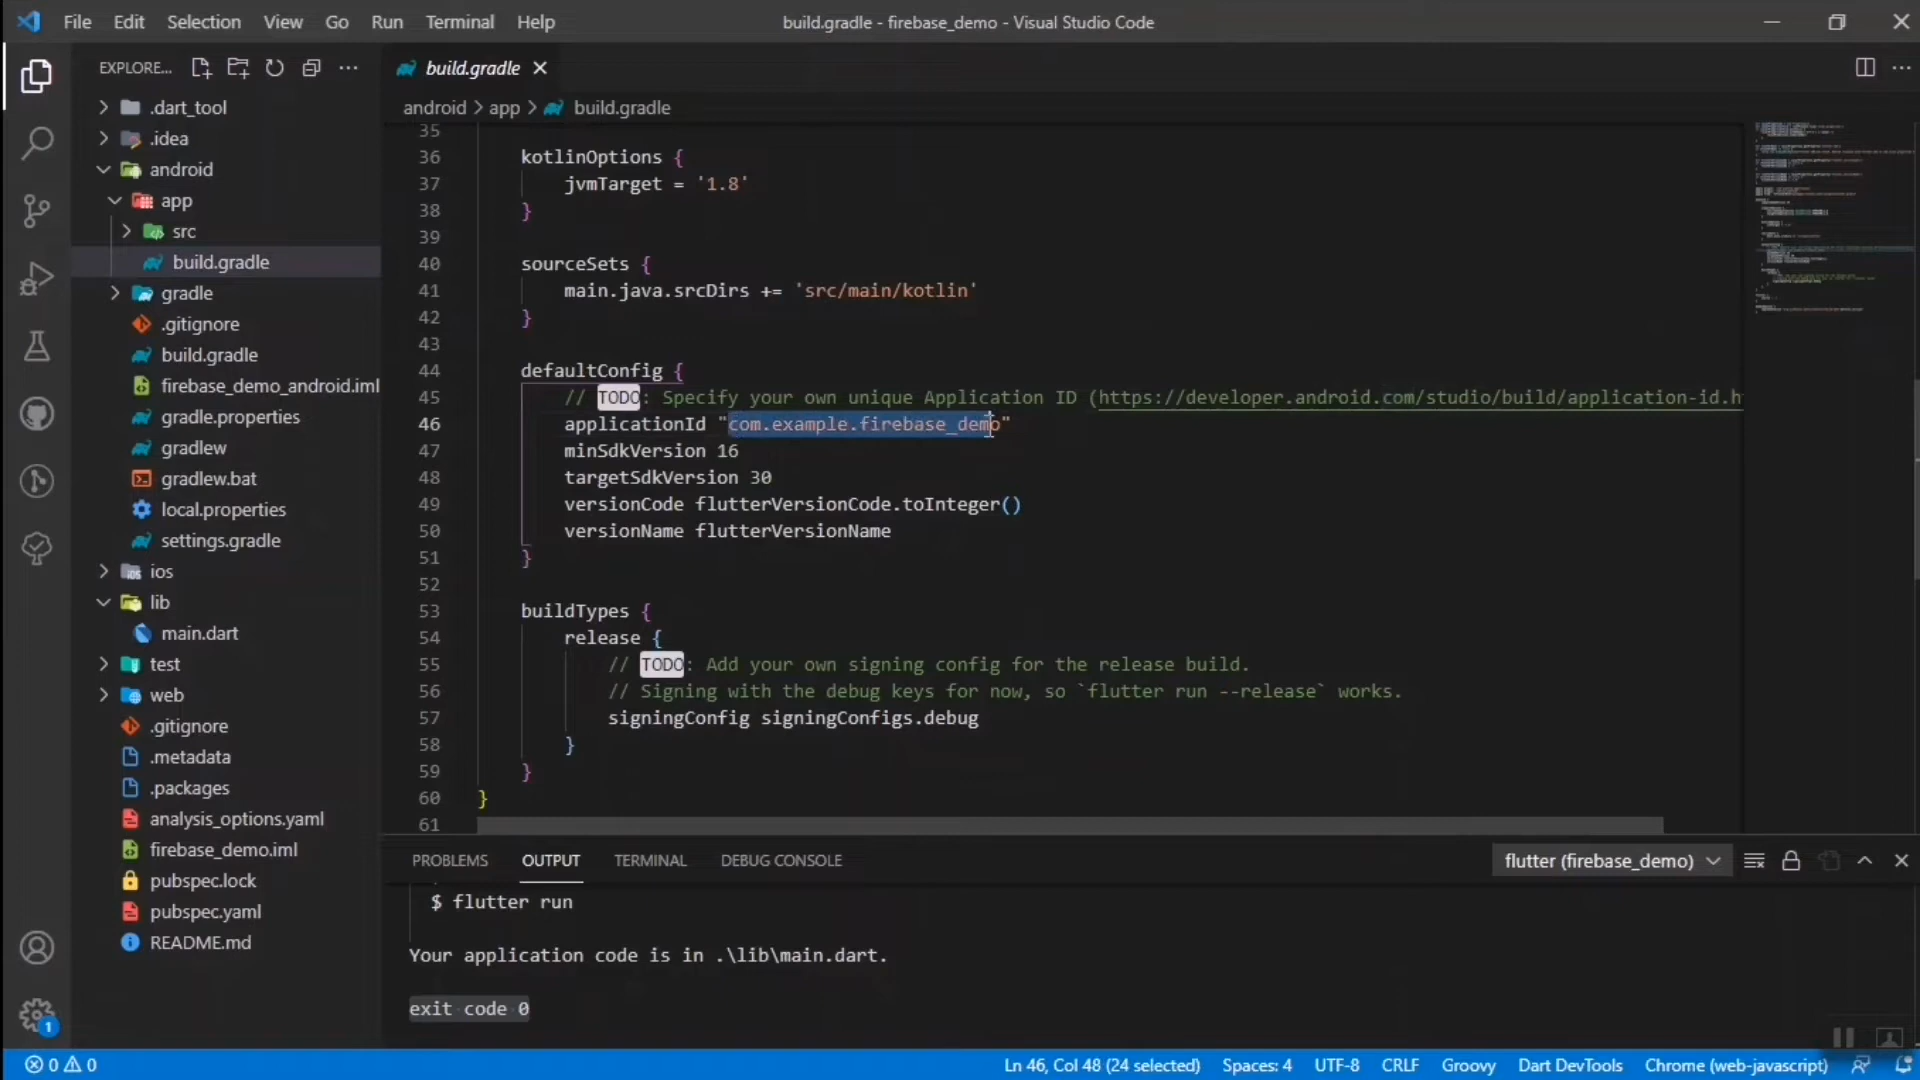 File Edit Selection View Go Run Terminal Help
build.gradle - firebase_demo - Visual Studio Code
EXPLORE...
.dart_tool
.idea
android
app
src
build.gradle
gradle
.gitignore
build.gradle
firebase_demo_android.iml
gradle.properties
gradlew
gradlew.bat
local.properties
settings.gradle
ios
lib
main.dart
test
web
.gitignore
.metadata
.packages
analysis_options.yaml
firebase_demo.iml
pubspec.lock
pubspec.yaml
README.md
1
build.gradle
android > app > build.gradle
35
36 kotlinOptions {
37 jvmTarget = '1.8'
38 }
39
40 sourceSets {
41 main.java.srcDirs += 'src/main/kotlin'
42 }
43
44 defaultConfig {
45 // TODO: Specify your own unique Application ID (https://developer.android.com/studio/build/application-id.h
46 applicationId "com.example.firebase_demo"
47 minSdkVersion 16
48 targetSdkVersion 30
49 versionCode flutterVersionCode.toInteger()
50 versionName flutterVersionName
51 }
52
53 buildTypes {
54 release {
55 // TODO: Add your own signing config for the release build.
56 // Signing with the debug keys for now, so `flutter run --release` works.
57 signingConfig signingConfigs.debug
58 }
59 }
60 }
61
PROBLEMS OUTPUT TERMINAL DEBUG CONSOLE
flutter (firebase_demo)
$ flutter run
Your application code is in .\lib\main.dart.
exit code 0
0 0
Ln 46, Col 48 (24 selected) Spaces: 4 UTF-8 CRLF Groovy Dart DevTools Chrome (web-javascript)